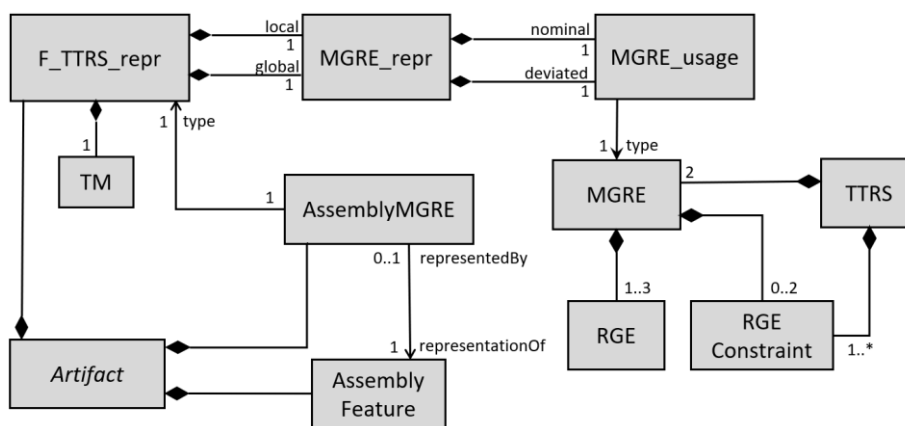 F_TTRS_repr
local
1
global
1
MGRE_repr
nominal
1
deviated
1
MGRE_usage
1 type
1
TM
1 type
1
AssemblyMGRE
MGRE
2
TTRS
0..1 representedBy
1..3
0..2
RGE
RGE
Constraint
1..*
1 representationOf
Artifact
Assembly
Feature